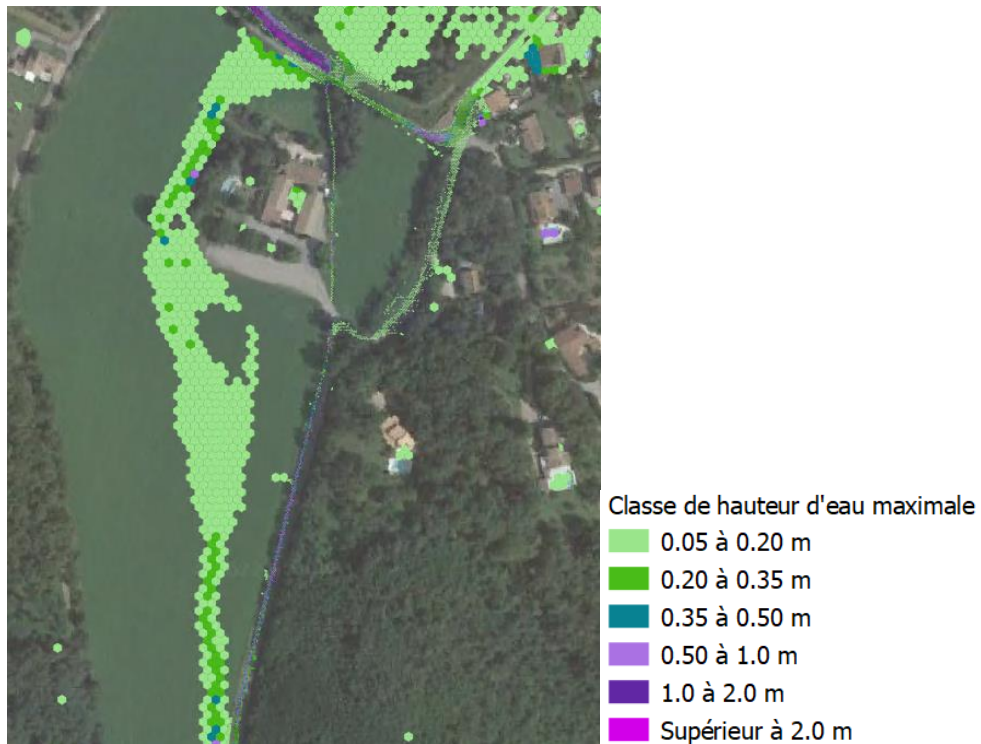 Classe de hauteur d'eau maximale
0.05 à 0.20 m
0.20 à 0.35 m
0.35 à 0.50 m
0.50 à 1.0 m
1.0 à 2.0 m
Supérieur à 2.0 m